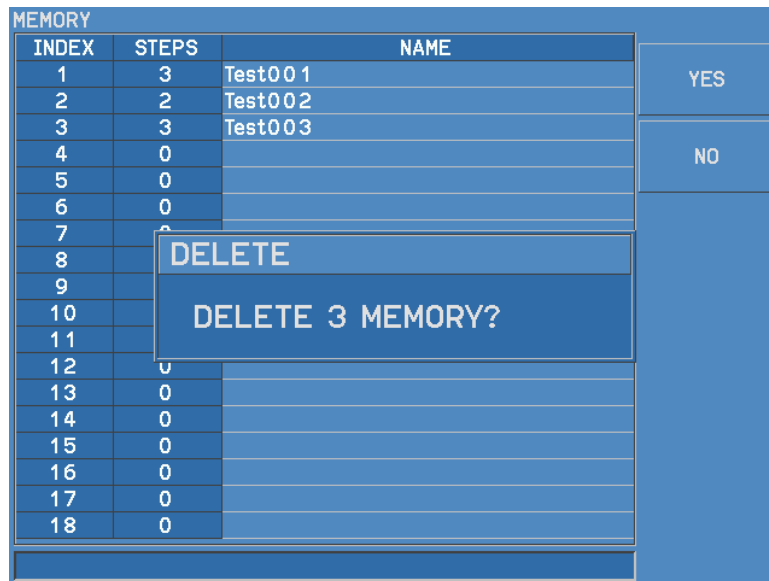 MEMORY
INDEX STEPS NAME
1 3 Test001
YES
2 2 Test002
3 3 Test003
4 0
NO
5 0
6 0
7
8
DELETE
9
10
DELETE 3 MEMORY?
11
12 0
13 0
14 0
15 0
16 0
17 0
18 0